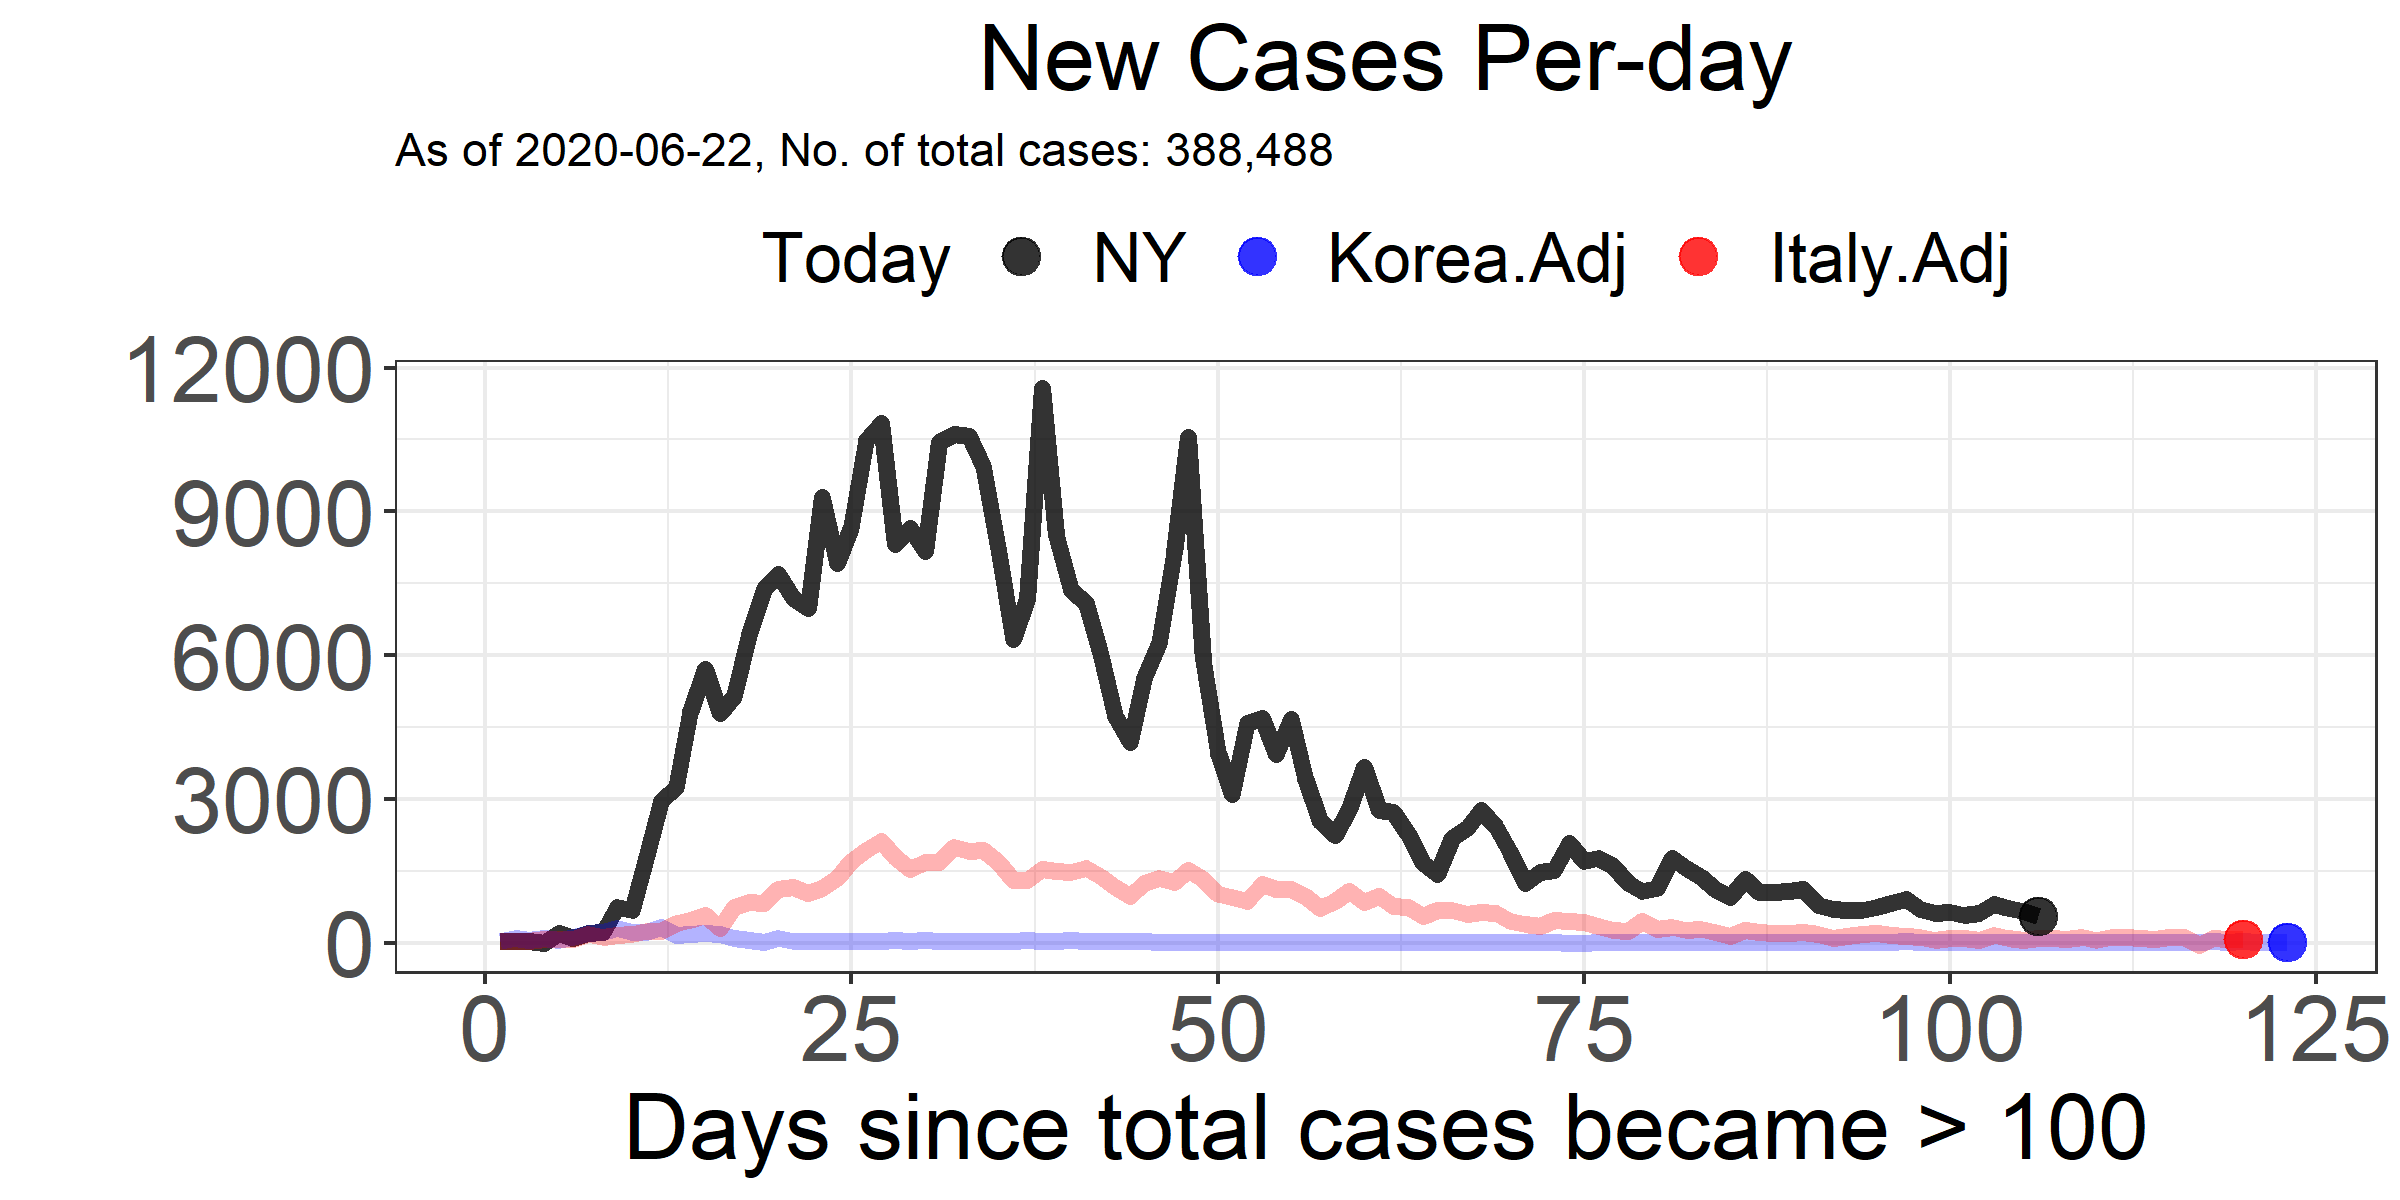 New Cases Per-day
As of 2020-06-22, No. of total cases: 388,488
Today NY Korea.Adj Italy.Adj
12000
9000
6000
3000
0
0 25 50 75 100 125
Days since total cases became > 100